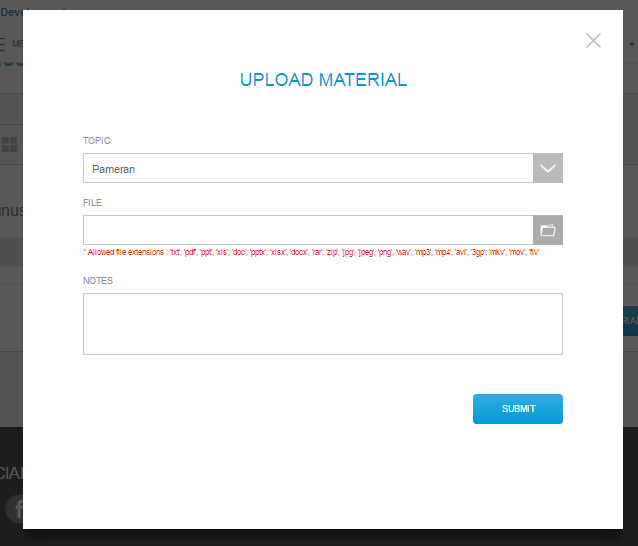 UPLOAD MATERIAL
TOPIC
Pameran
FILE
* Allowed file extensions : 'txt', 'pdf', 'ppt', 'xls', 'doc', 'pptx', 'xlsx', 'docx', 'rar', 'zip', 'jpg', 'jpeg', 'png', 'wav', 'mp3', 'mp4', 'avi', '3gp', 'mkv', 'mov', 'flv'
NOTES
SUBMIT